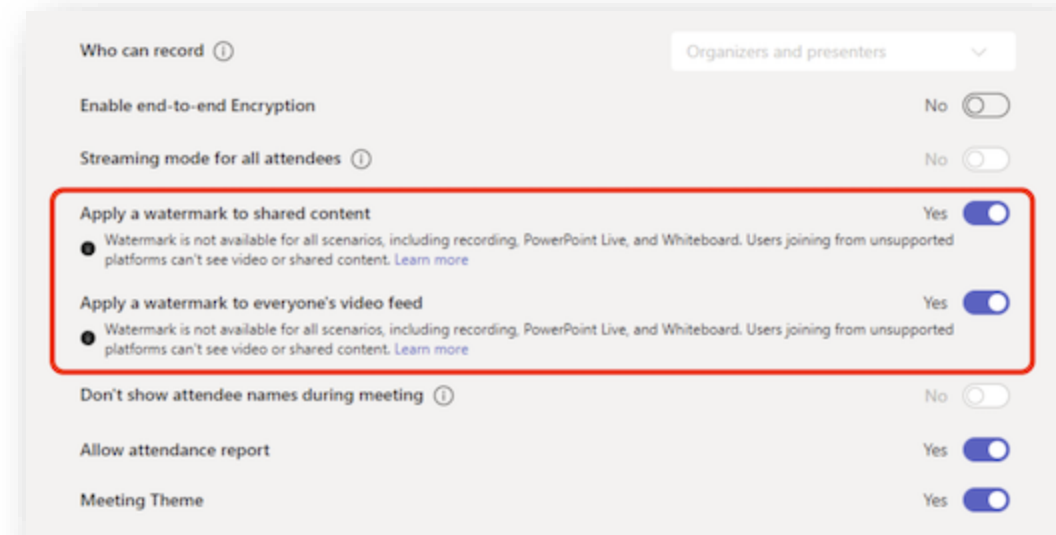 Who can record
Organizers and presenters
Enable end-to-end Encryption
No
Streaming mode for all attendees
No
Apply a watermark to shared content
Yes
Watermark is not available for all scenarios, including recording, PowerPoint Live, and Whiteboard. Users joining from unsupported
platforms can't see video or shared content. Learn more
Apply a watermark to everyone's video feed
Yes
Watermark is not available for all scenarios, including recording, PowerPoint Live, and Whiteboard. Users joining from unsupported
platforms can't see video or shared content. Learn more
Don't show attendee names during meeting
No
Allow attendance report
Yes
Meeting Theme
Yes